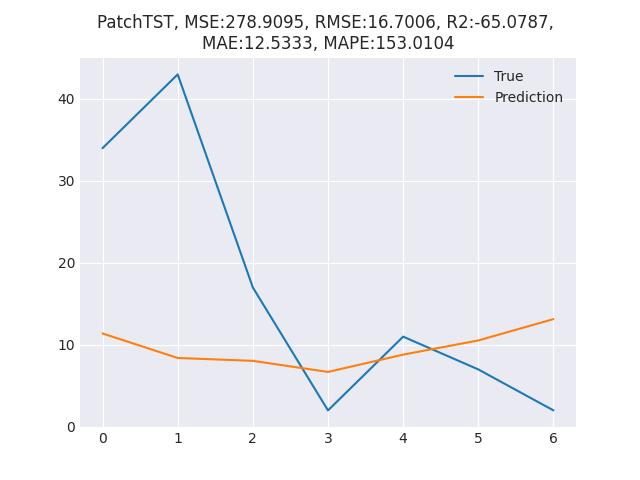 PatchTST, MSE:278.9095, RMSE:16.7006, R2:-65.0787,
MAE:12.5333, MAPE:153.0104
True
Prediction
40
30
20
10
0
0 1 2 3 4 5 6